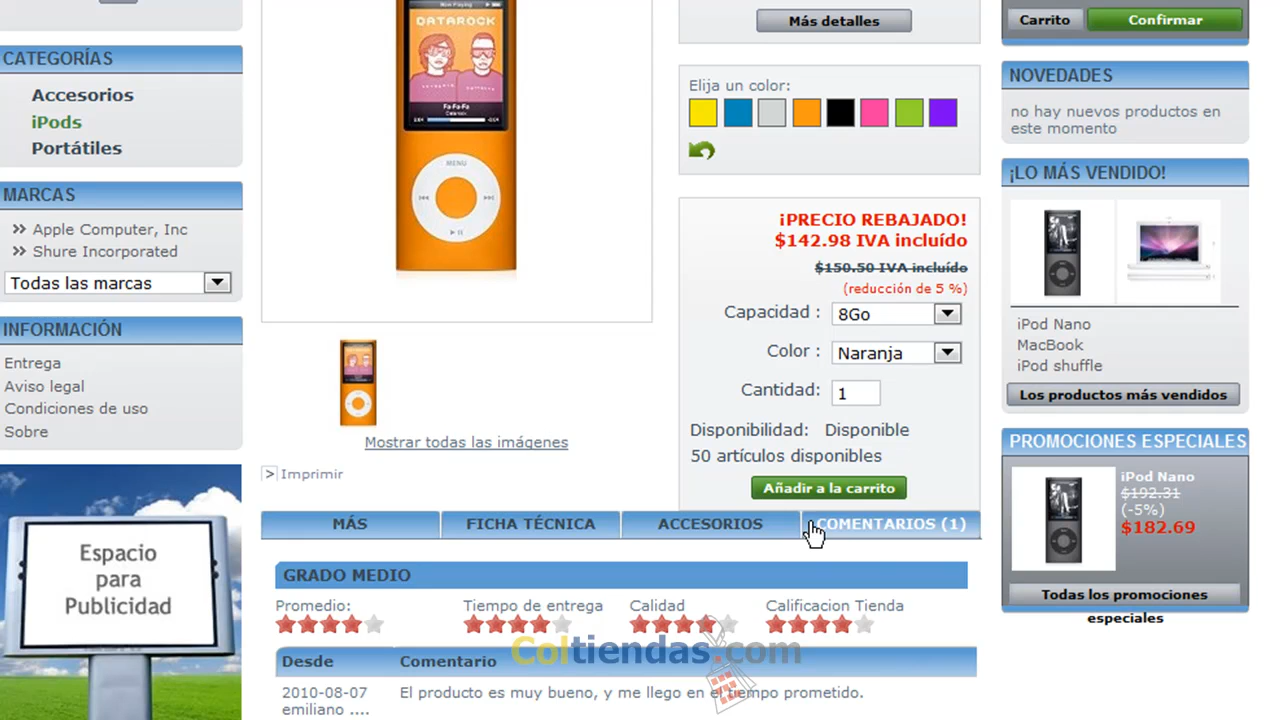 CATEGORÍAS
Accesorios
iPods
Portátiles
MARCAS
Apple Computer, Inc
Shure Incorporated
Todas las marcas
INFORMACIÓN
Entrega
Aviso legal
Condiciones de uso
Sobre
Espacio
para
Publicidad
DATAROCK
Fa-Fa-Fa
MENU
Mostrar todas las imágenes
> Imprimir
Más detalles
Elija un color:
¡PRECIO REBAJADO!
$142.98 IVA incluído
$150.50 IVA incluído
(reducción de 5 %)
Capacidad : 8Go
Color : Naranja
Cantidad: 1
Disponibilidad: Disponible
50 artículos disponibles
Añadir a la carrito
MÁS FICHA TÉCNICA ACCESORIOS COMENTARIOS (1)
GRADO MEDIO
Promedio: Tiempo de entrega Calidad Calificacion Tienda
Coltiendas.com
Desde Comentario
2010-08-07 El producto es muy bueno, y me llego en el tiempo prometido.
emiliano ....
Carrito Confirmar
NOVEDADES
no hay nuevos productos en
este momento
¡LO MÁS VENDIDO!
iPod Nano
MacBook
iPod shuffle
Los productos más vendidos
PROMOCIONES ESPECIALES
iPod Nano
$192.31
(-5%)
$182.69
Todas los promociones
especiales